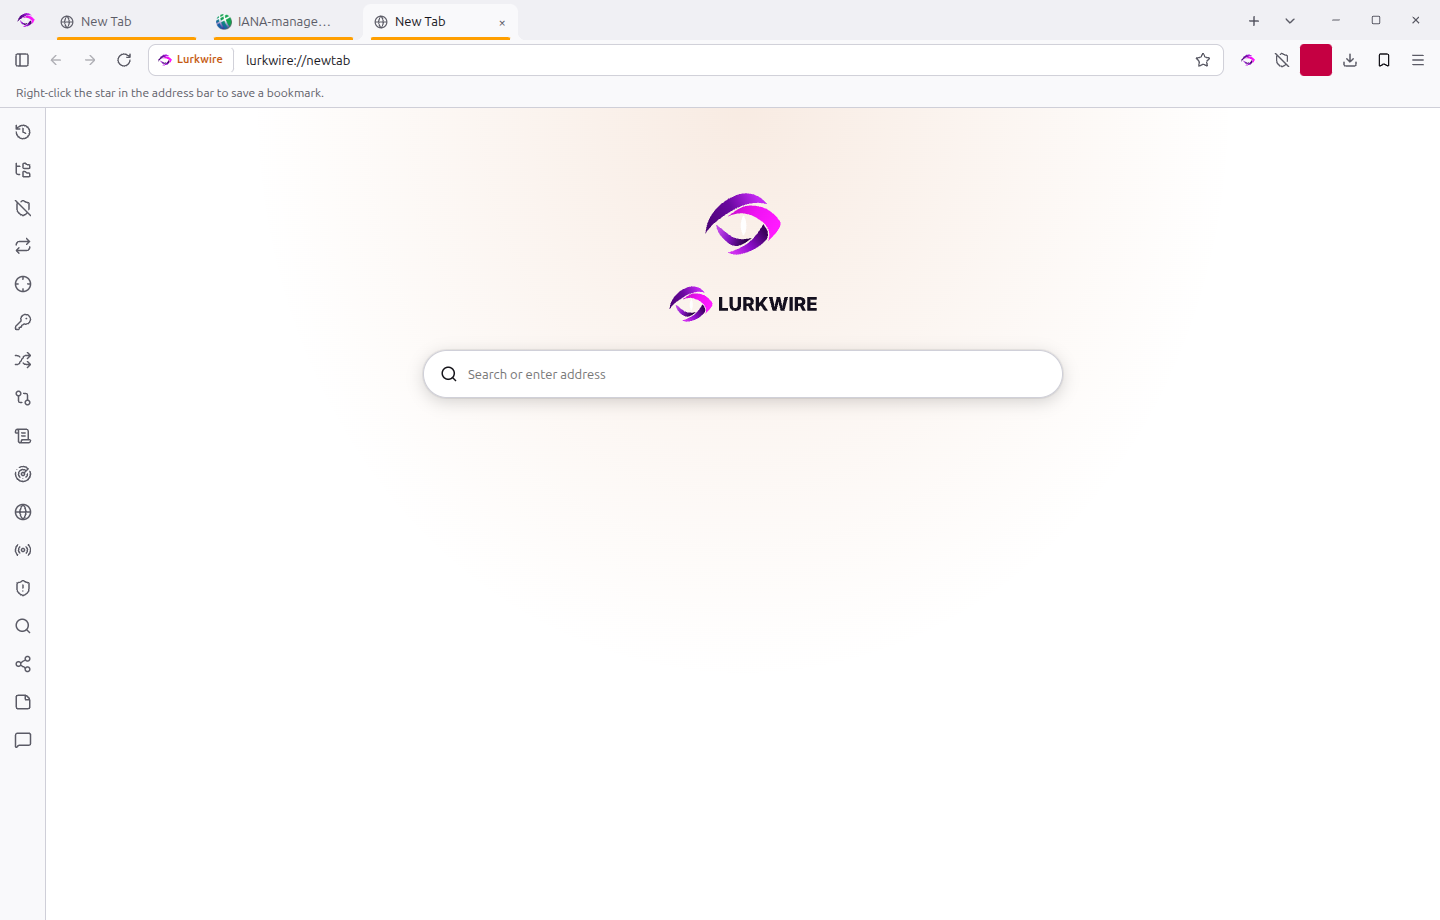 New Tab
IANA-manage...
New Tab
Lurkwire
lurkwire://newtab
Right-click the star in the address bar to save a bookmark.
LURKWIRE
Search or enter address